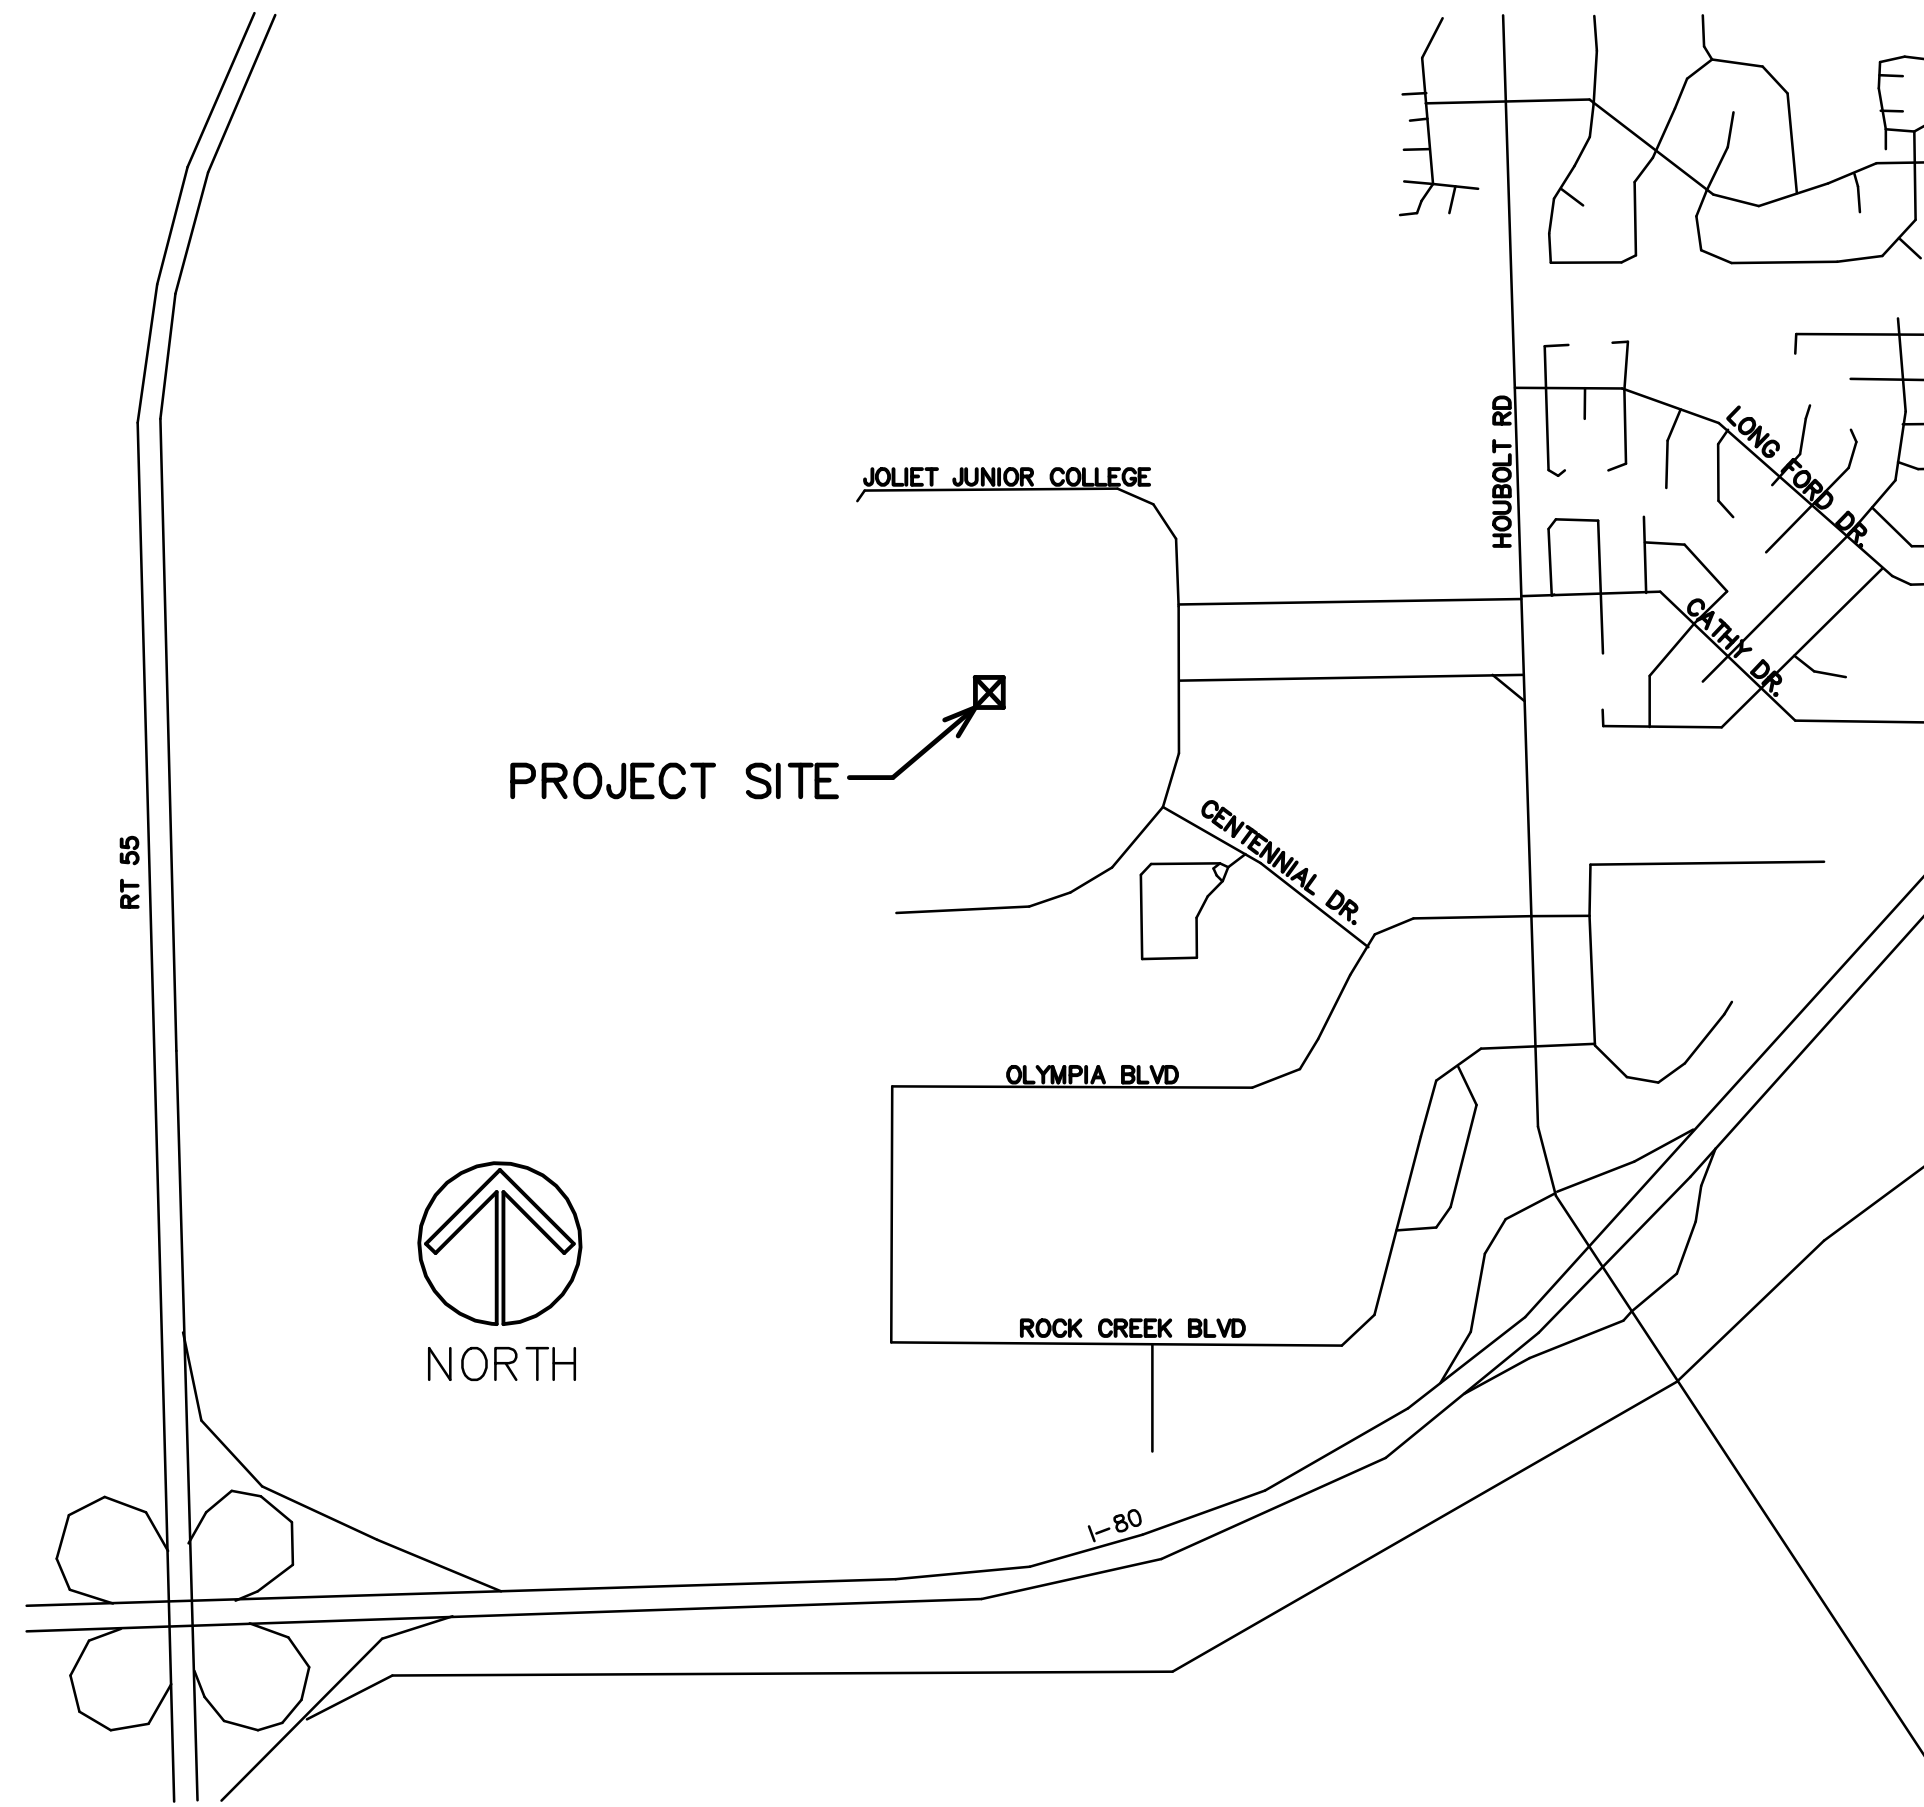 HOUBOLT RD
LONG FORD DR.
JOLIET JUNIOR COLLEGE
CATHY DR.
PROJECT SITE
CENTENNIAL DR.
RT 55
OLYMPIA BLVD
ROCK CREEK BLVD
NORTH
I-80